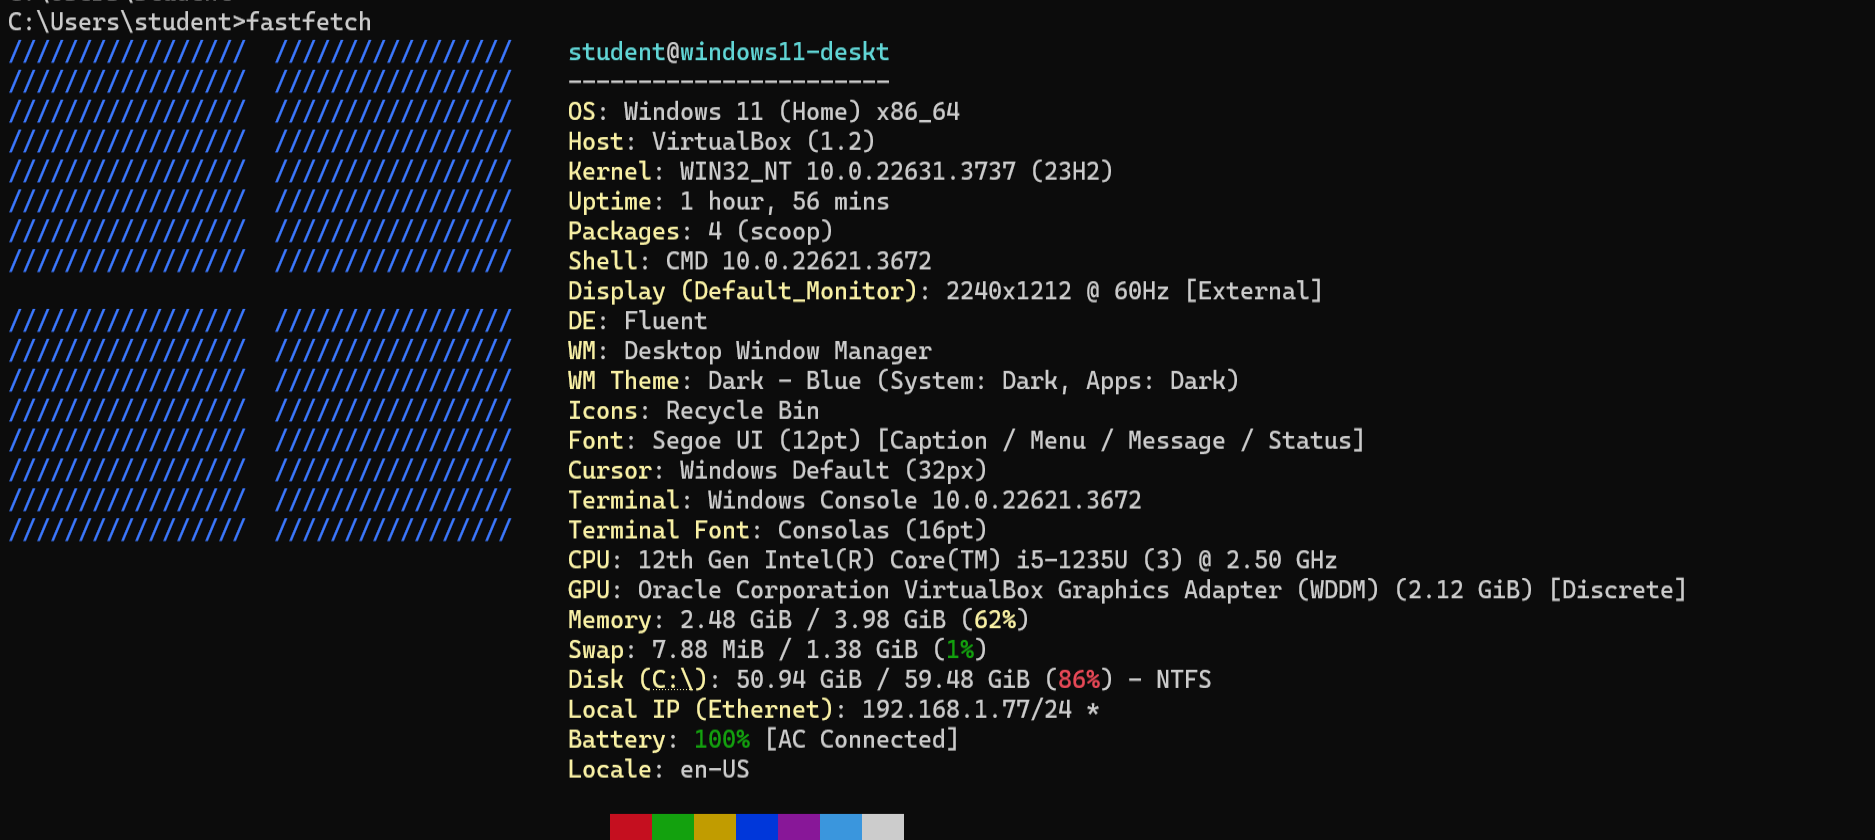 C:\Users\student>fastfetch
/////////////////  /////////////////    student@windows11-deskt
/////////////////  /////////////////    -----------------------
/////////////////  /////////////////    OS: Windows 11 (Home) x86_64
/////////////////  /////////////////    Host: VirtualBox (1.2)
/////////////////  /////////////////    Kernel: WIN32_NT 10.0.22631.3737 (23H2)
/////////////////  /////////////////    Uptime: 1 hour, 56 mins
/////////////////  /////////////////    Packages: 4 (scoop)
/////////////////  /////////////////    Shell: CMD 10.0.22621.3672
                                        Display (Default_Monitor): 2240x1212 @ 60Hz [External]
/////////////////  /////////////////    DE: Fluent
/////////////////  /////////////////    WM: Desktop Window Manager
/////////////////  /////////////////    WM Theme: Dark - Blue (System: Dark, Apps: Dark)
/////////////////  /////////////////    Icons: Recycle Bin
/////////////////  /////////////////    Font: Segoe UI (12pt) [Caption / Menu / Message / Status]
/////////////////  /////////////////    Cursor: Windows Default (32px)
/////////////////  /////////////////    Terminal: Windows Console 10.0.22621.3672
/////////////////  /////////////////    Terminal Font: Consolas (16pt)
                                        CPU: 12th Gen Intel(R) Core(TM) i5-1235U (3) @ 2.50 GHz
                                        GPU: Oracle Corporation VirtualBox Graphics Adapter (WDDM) (2.12 GiB) [Discrete]
                                        Memory: 2.48 GiB / 3.98 GiB (62%)
                                        Swap: 7.88 MiB / 1.38 GiB (1%)
                                        Disk (C:\): 50.94 GiB / 59.48 GiB (86%) - NTFS
                                        Local IP (Ethernet): 192.168.1.77/24 *
                                        Battery: 100% [AC Connected]
                                        Locale: en-US